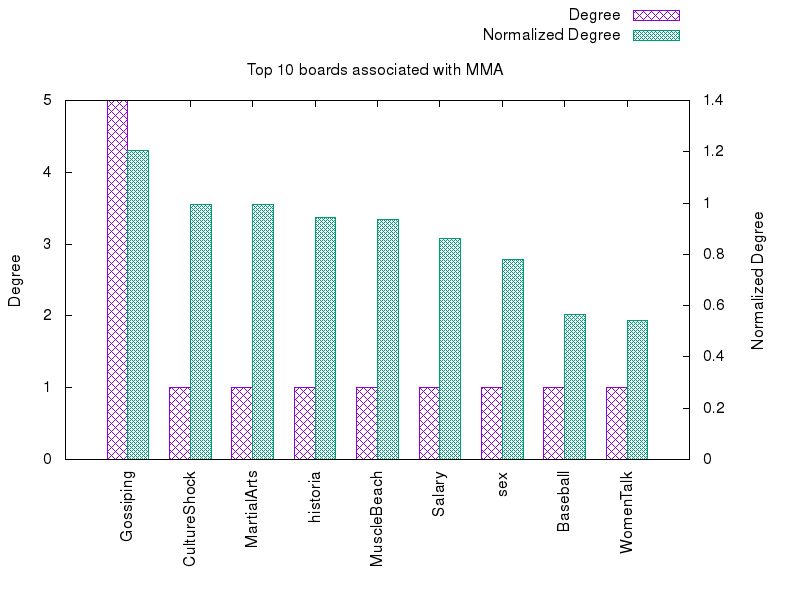 Degree
Normalized Degree
Top 10 boards associated with MMA
5
4
3
2
1
0
1.4
1.2
1
0.8
0.6
0.4
0.2
0
Degree
Normalized Degree
Gossiping
CultureShock
MartialArts
historia
MuscleBeach
Salary
sex
Baseball
WomenTalk